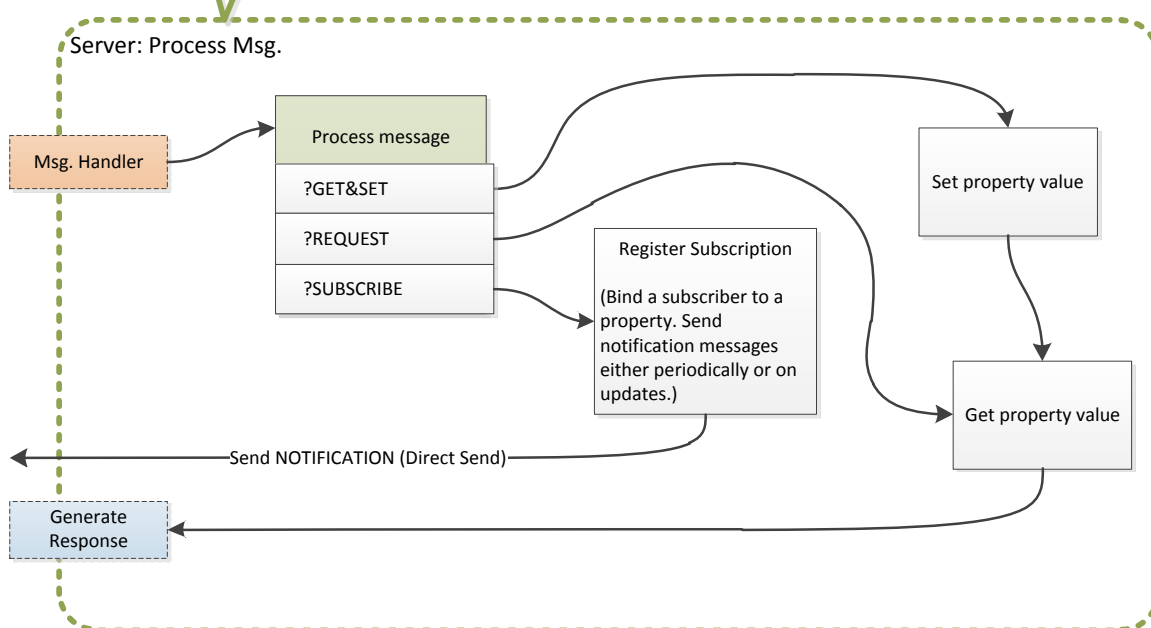 Server: Process Msg.
Msg. Handler
Process message
?GET&SET
?REQUEST
?SUBSCRIBE
Set property value
Register Subscription
(Bind a subscriber to a
property. Send
notification messages
either periodically or on
updates.)
Get property value
Send NOTIFICATION (Direct Send)
Generate
Response